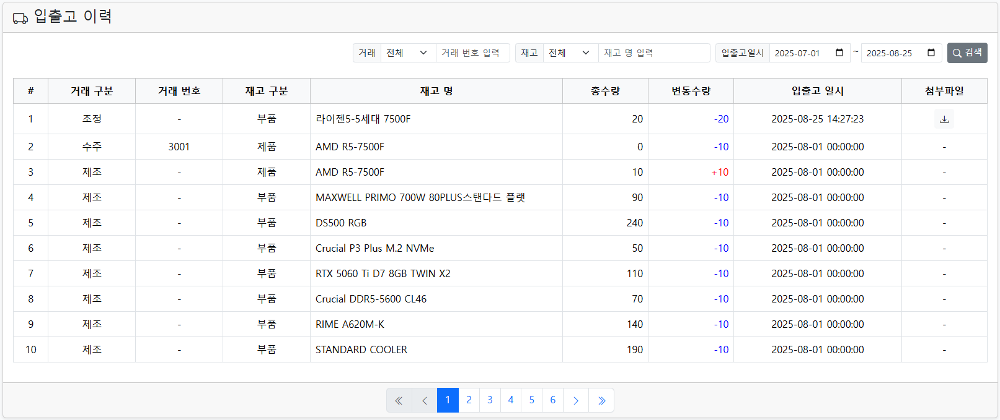 입출고 이력
거래 전체 거래 번호 입력 재고 전체 재고 명 입력 입출고일시 2025-07-01 ~ 2025-08-25 검색
# 거래 구분 거래 번호 재고 구분 재고 명 총수량 변동수량 입출고 일시 첨부파일
1 조정 - 부품 라이젠5-5세대 7500F 20 -20 2025-08-25 14:27:23
2 수주 3001 제품 AMD R5-7500F 0 -10 2025-08-01 00:00:00 -
3 제조 - 제품 AMD R5-7500F 10 +10 2025-08-01 00:00:00 -
4 제조 - 부품 MAXWELL PRIMO 700W 80PLUS스탠다드 플랫 90 -10 2025-08-01 00:00:00 -
5 제조 - 부품 DS500 RGB 240 -10 2025-08-01 00:00:00 -
6 제조 - 부품 Crucial P3 Plus M.2 NVMe 50 -10 2025-08-01 00:00:00 -
7 제조 - 부품 RTX 5060 Ti D7 8GB TWIN X2 110 -10 2025-08-01 00:00:00 -
8 제조 - 부품 Crucial DDR5-5600 CL46 70 -10 2025-08-01 00:00:00 -
9 제조 - 부품 RIME A620M-K 140 -10 2025-08-01 00:00:00 -
10 제조 - 부품 STANDARD COOLER 190 -10 2025-08-01 00:00:00 -
« ‹ 1 2 3 4 5 6 › »